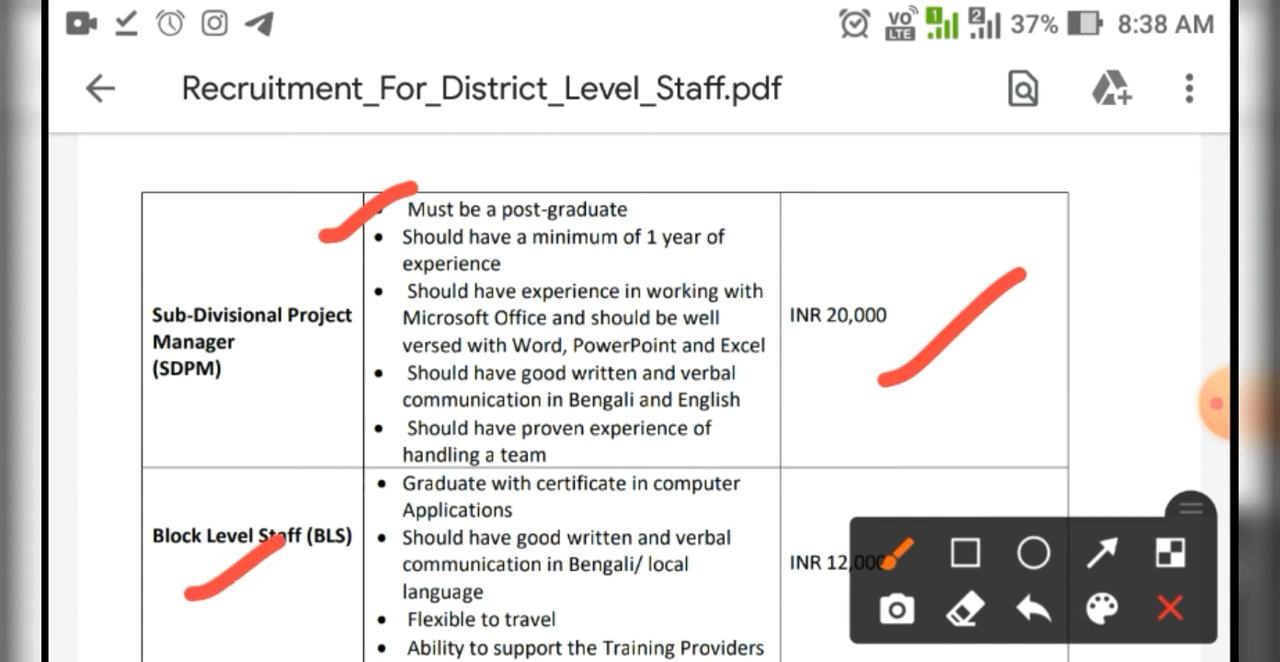 VO LTE 1 2 37% 8:38 AM
Recruitment_For_District_Level_Staff.pdf
Must be a post-graduate
Should have a minimum of 1 year of
experience
Should have experience in working with
Microsoft Office and should be well
versed with Word, PowerPoint and Excel
Should have good written and verbal
communication in Bengali and English
Should have proven experience of
handling a team
Sub-Divisional Project
Manager
(SDPM)
INR 20,000
Block Level Staff (BLS)
Graduate with certificate in computer
Applications
Should have good written and verbal
communication in Bengali/ local
language
Flexible to travel
Ability to support the Training Providers
INR 12,000